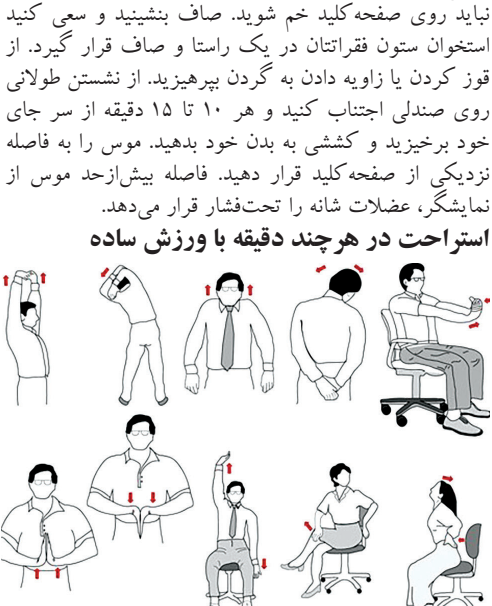 نباید روی صفحه‌کلید خم شوید. صاف بنشینید و سعی کنید
استخوان ستون فقراتتان در یک راستا و صاف قرار گیرد. از
قوز کردن یا زاویه دادن به گردن بپرهیزید. از نشستن طولانی
روی صندلی اجتناب کنید و هر ۱۰ تا ۱۵ دقیقه از سر جای
خود برخیزید و کششی به بدن خود بدهید. موس را به فاصله
نزدیکی از صفحه‌کلید قرار دهید. فاصله بیش‌ازحد موس از
نمایشگر، عضلات شانه را تحت‌فشار قرار می‌دهد.
استراحت در هرچند دقیقه با ورزش ساده